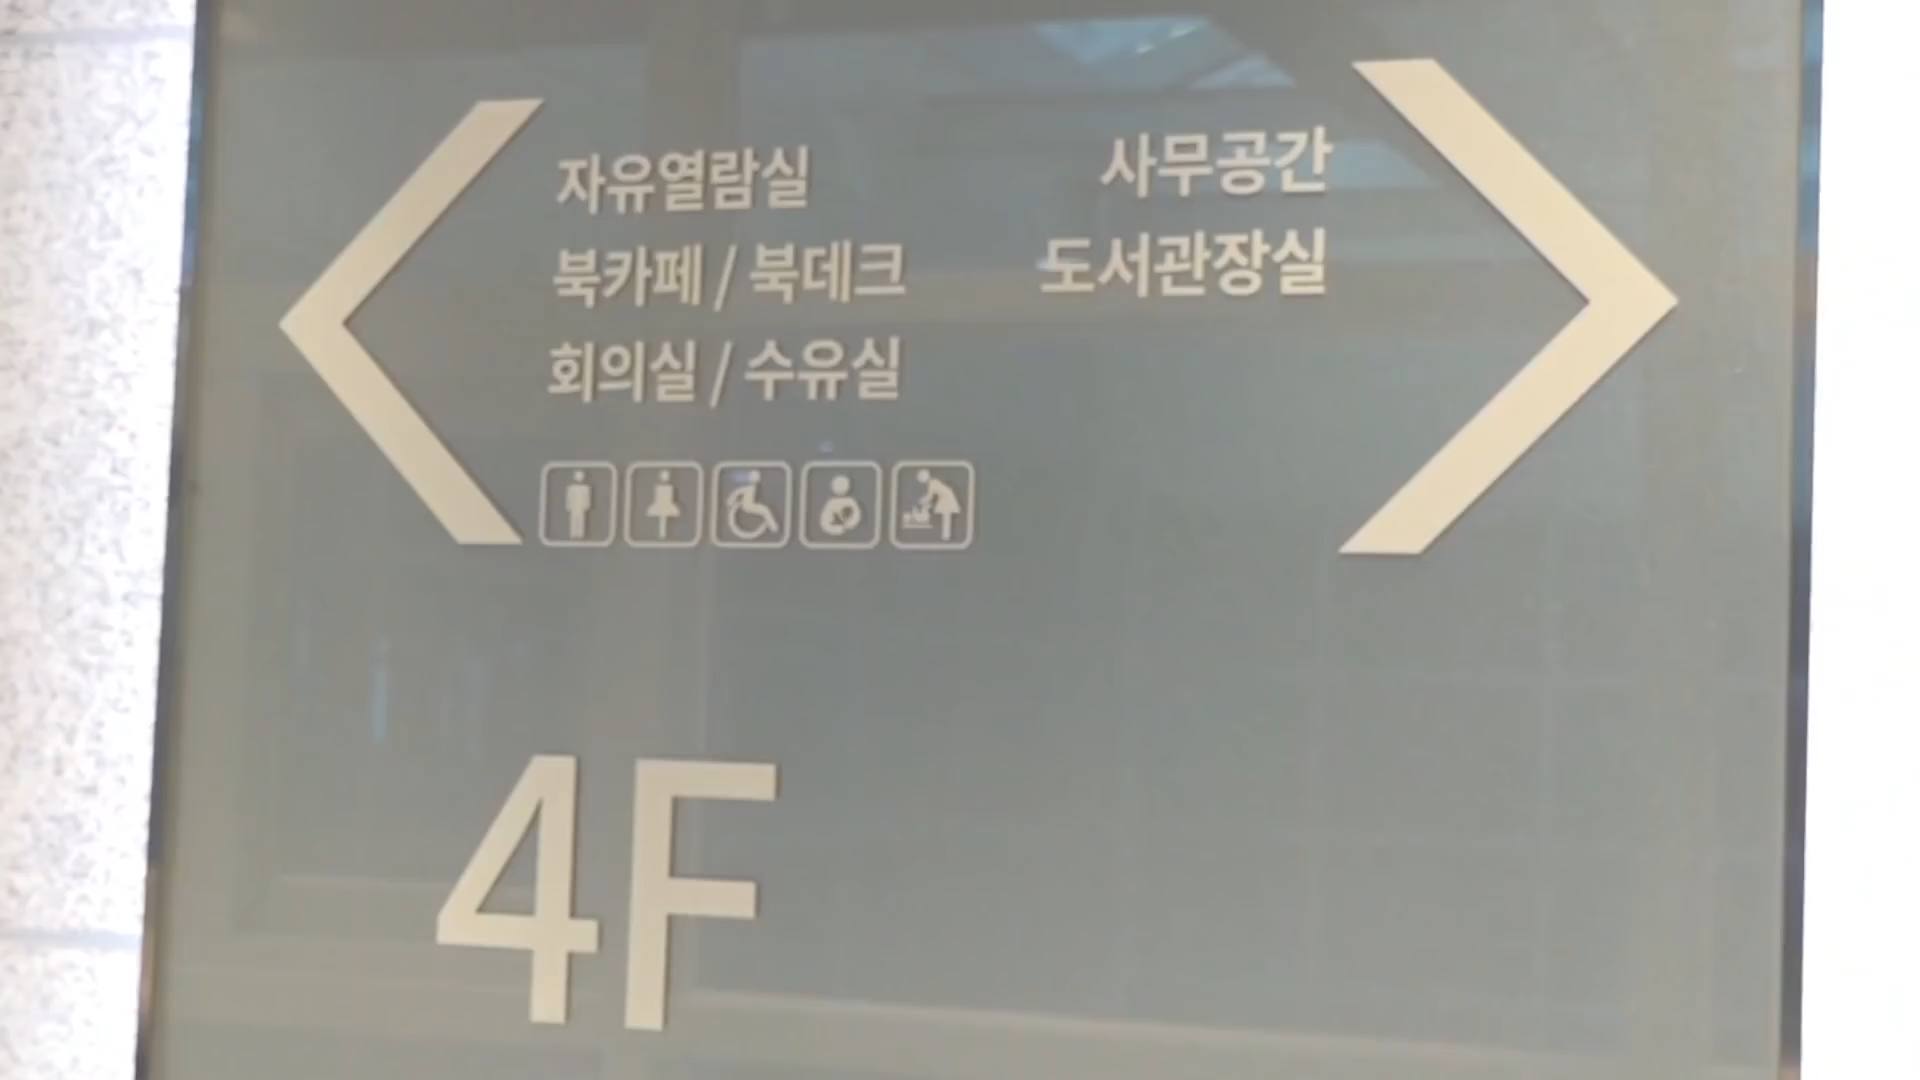 자유열람실
북카페 / 북데크
회의실 / 수유실
사무공간
도서관장실
4F